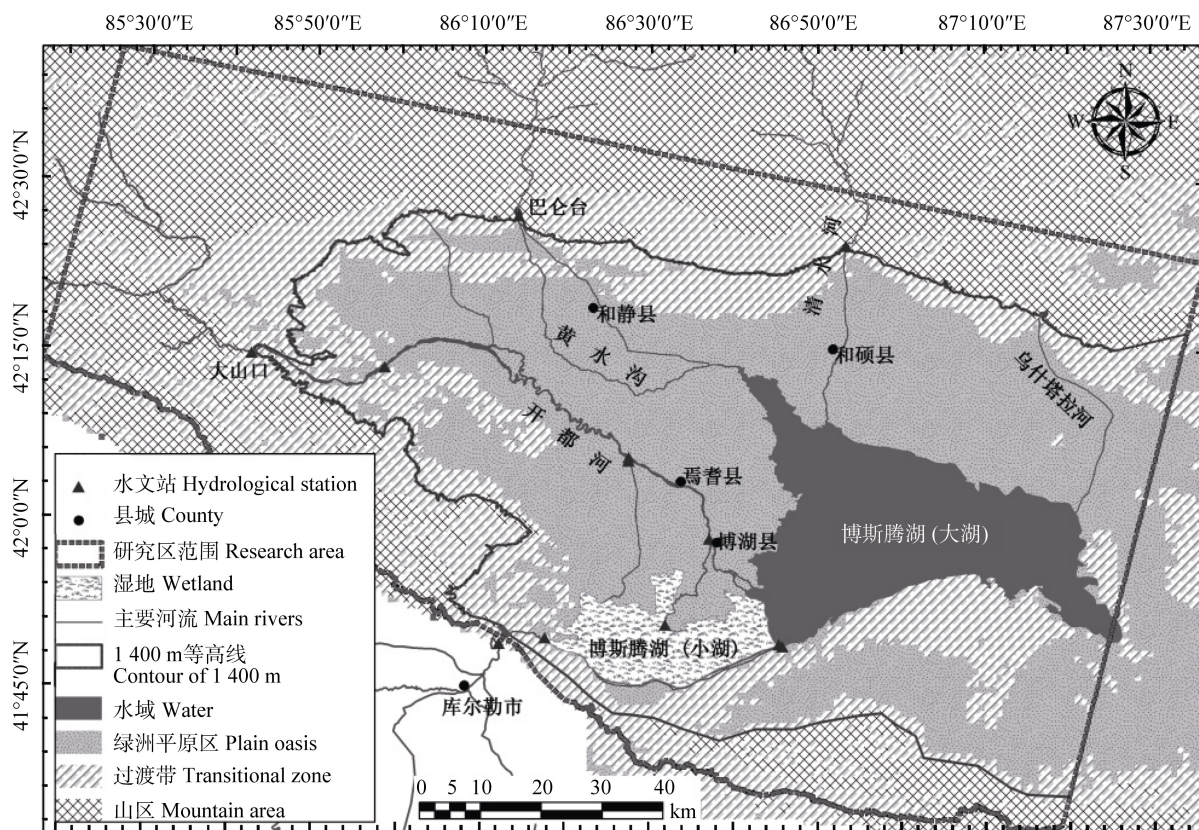 85°30′0″E 85°50′0″E 86°10′0″E 86°30′0″E 86°50′0″E 87°10′0″E 87°30′0″E
42°30′0″N
42°15′0″N
42°0′0″N
41°45′0″N
N
W E
S
巴仑台
清水河
和静县
黄水沟
和硕县
大山口
乌什塔拉河
开都河
焉耆县
博湖县
博斯腾湖 (大湖)
博斯腾湖 (小湖)
库尔勒市
水文站 Hydrological station
县城 County
研究区范围 Research area
湿地 Wetland
主要河流 Main rivers
1 400 m等高线
Contour of 1 400 m
水域 Water
绿洲平原区 Plain oasis
过渡带 Transitional zone
山区 Mountain area
0 5 10 20 30 40
km